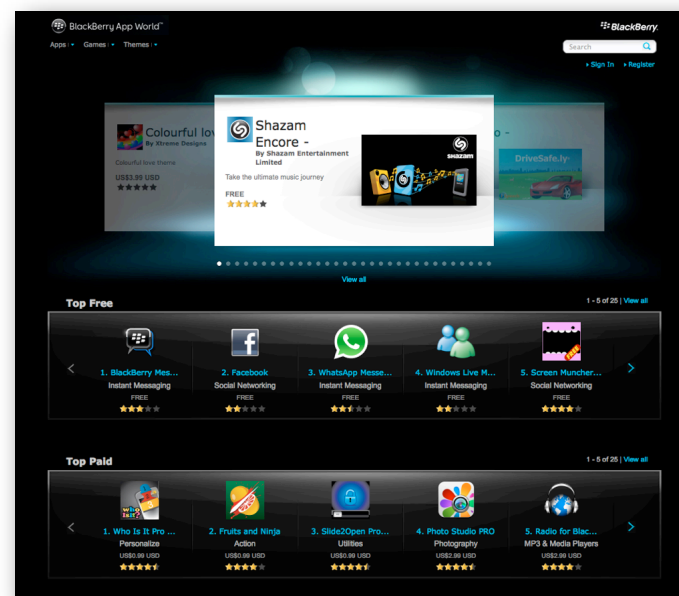 BlackBerry App World™
BlackBerry.
Apps Games Themes
Search
Sign In Register
Colourful lov
By Xtreme Designs
Colourful love theme
US$3.99 USD
Shazam
Encore -
By Shazam Entertainment
Limited
Take the ultimate music journey
FREE
SHAZAM
o -
DriveSafe.ly
View all
Top Free
1 - 5 of 25 | View all
1. BlackBerry Mes... 2. Facebook 3. WhatsApp Messe... 4. Windows Live M... 5. Screen Muncher...
Instant Messaging Social Networking Instant Messaging Instant Messaging Social Networking
FREE FREE FREE FREE FREE
FREE
Top Paid
1 - 5 of 25 | View all
who
is it?
1. Who Is It Pro ... 2. Fruits and Ninja 3. Slide2Open Pro... 4. Photo Studio PRO 5. Radio for Blac...
Personalize Action Utilities Photography MP3 & Media Players
US$0.99 USD US$0.99 USD US$0.99 USD US$2.99 USD US$2.99 USD